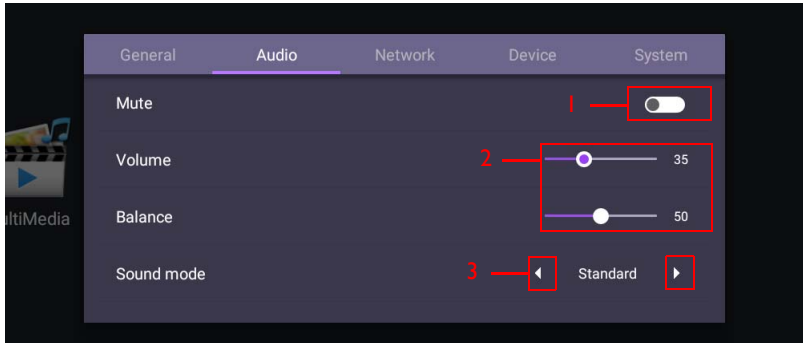 General Audio Network Device System
Mute 1
Volume 2 35
ltiMedia Balance 50
Sound mode 3 Standard